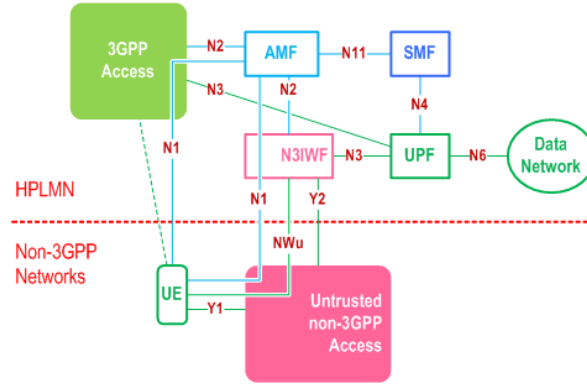 3GPP
Access
N2
AMF
N11
SMF
N3
N2
N4
N1
N3IWF
N3
UPF
N6
Data
Network
HPLMN
N1
Y2
Non-3GPP
Networks
NWu
UE
Y1
Untrusted
non-3GPP
Access